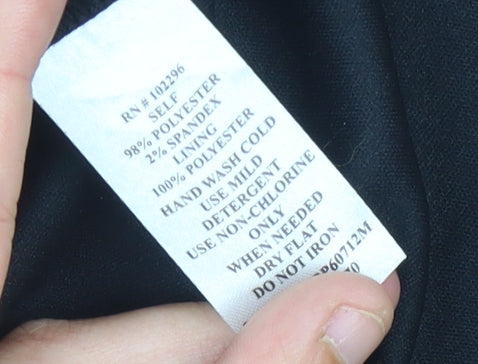 RN # 102296
SELF
98% POLYESTER
2% SPANDEX
LINING
100% POLYESTER
HAND WASH COLD
USE MILD
DETERGENT
USE NON-CHLORINE
ONLY
WHEN NEEDED
DRY FLAT
DO NOT IRON